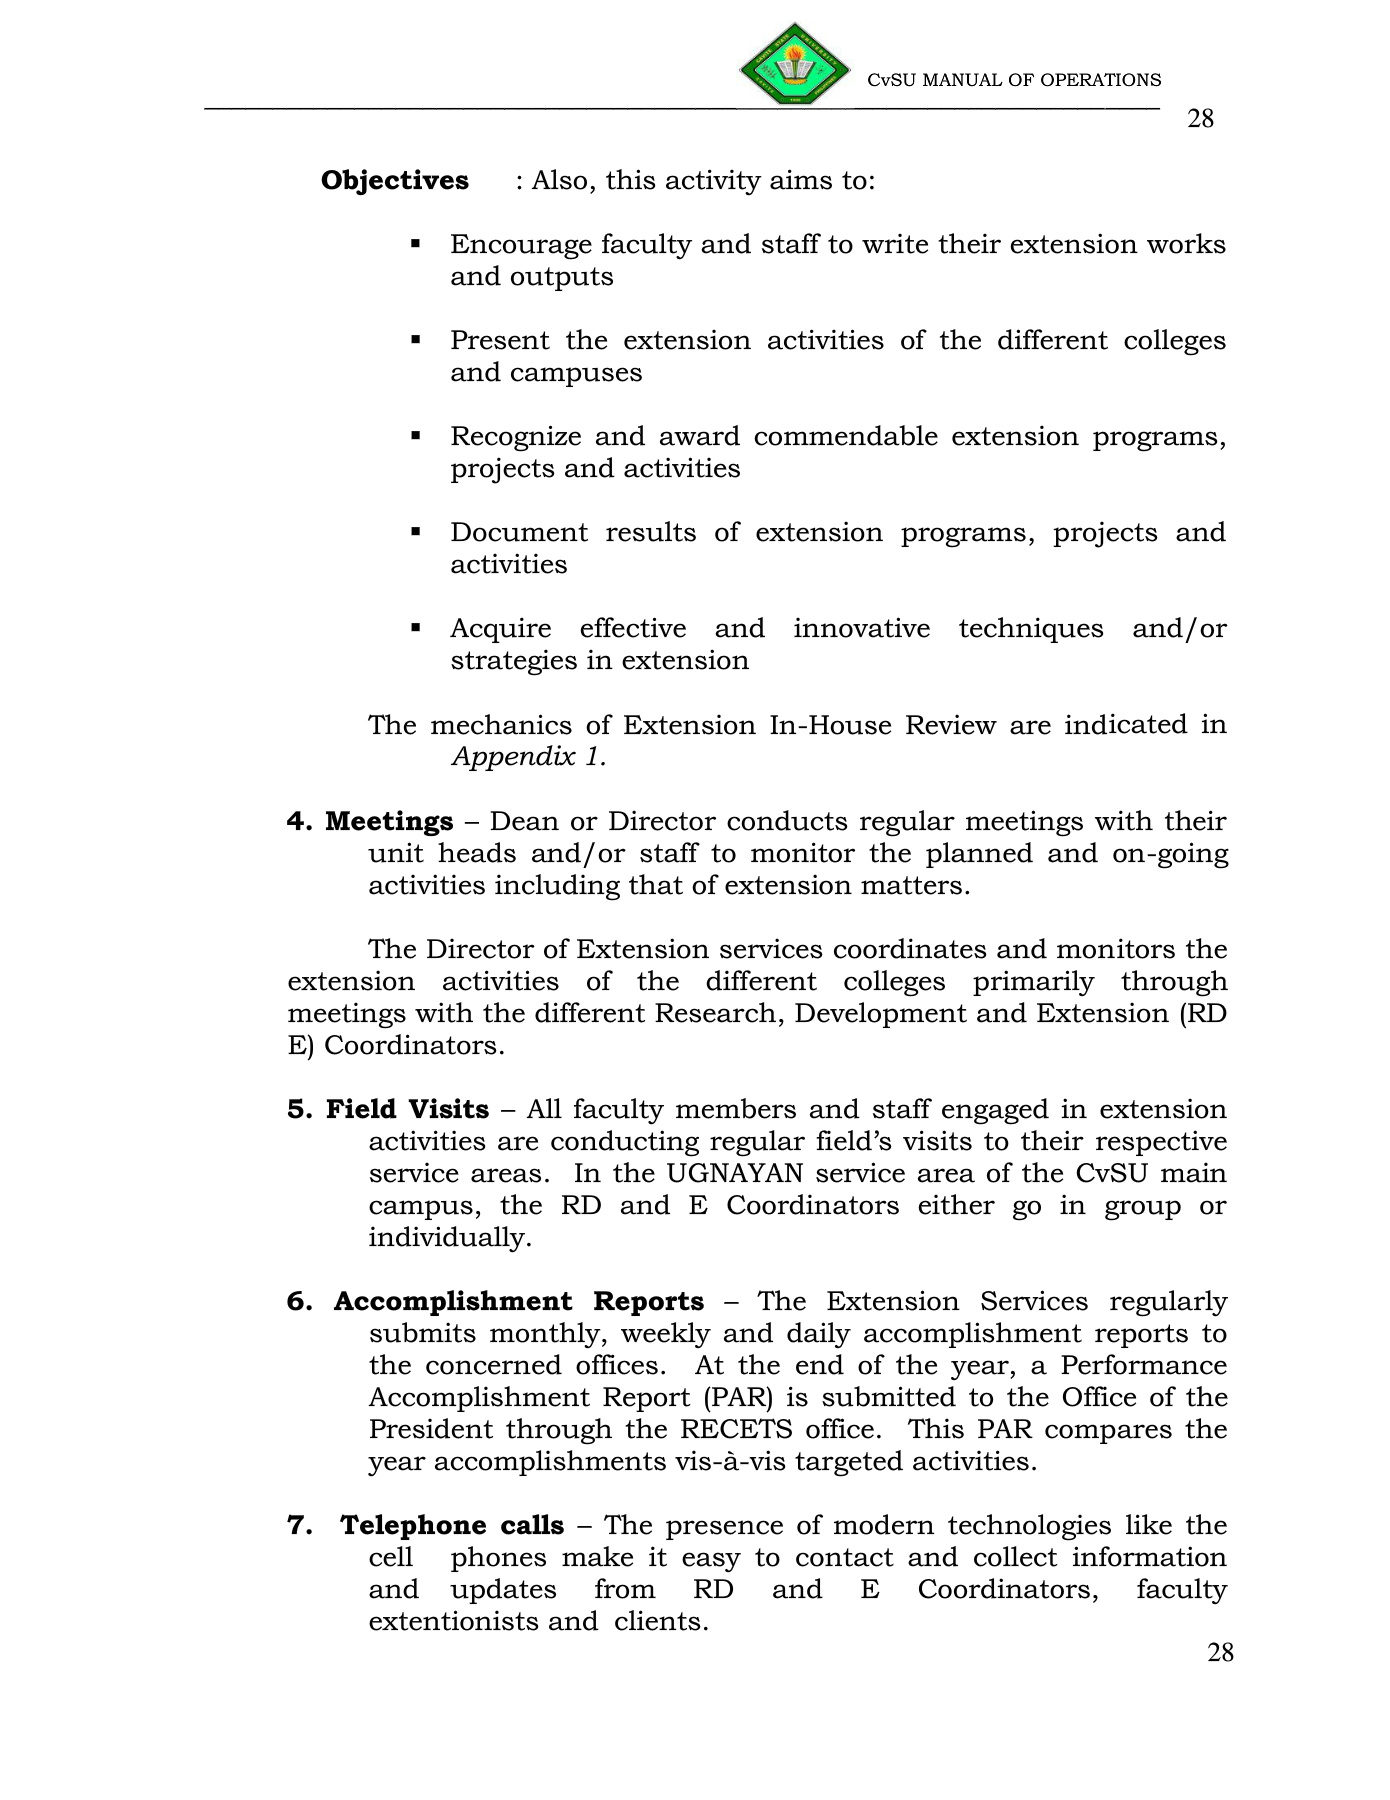 CvSU MANUAL OF OPERATIONS
28
Objectives : Also, this activity aims to:
▪ Encourage faculty and staff to write their extension works
and outputs
▪ Present the extension activities of the different colleges
and campuses
▪ Recognize and award commendable extension programs,
projects and activities
▪ Document results of extension programs, projects and
activities
▪ Acquire effective and innovative techniques and/or
strategies in extension
The mechanics of Extension In-House Review are indicated in
Appendix 1.
4. Meetings – Dean or Director conducts regular meetings with their
unit heads and/or staff to monitor the planned and on-going
activities including that of extension matters.
The Director of Extension services coordinates and monitors the
extension activities of the different colleges primarily through
meetings with the different Research, Development and Extension (RD
E) Coordinators.
5. Field Visits – All faculty members and staff engaged in extension
activities are conducting regular field’s visits to their respective
service areas. In the UGNAYAN service area of the CvSU main
campus, the RD and E Coordinators either go in group or
individually.
6. Accomplishment Reports – The Extension Services regularly
submits monthly, weekly and daily accomplishment reports to
the concerned offices. At the end of the year, a Performance
Accomplishment Report (PAR) is submitted to the Office of the
President through the RECETS office. This PAR compares the
year accomplishments vis-à-vis targeted activities.
7. Telephone calls – The presence of modern technologies like the
cell phones make it easy to contact and collect information
and updates from RD and E Coordinators, faculty
extentionists and clients.
28